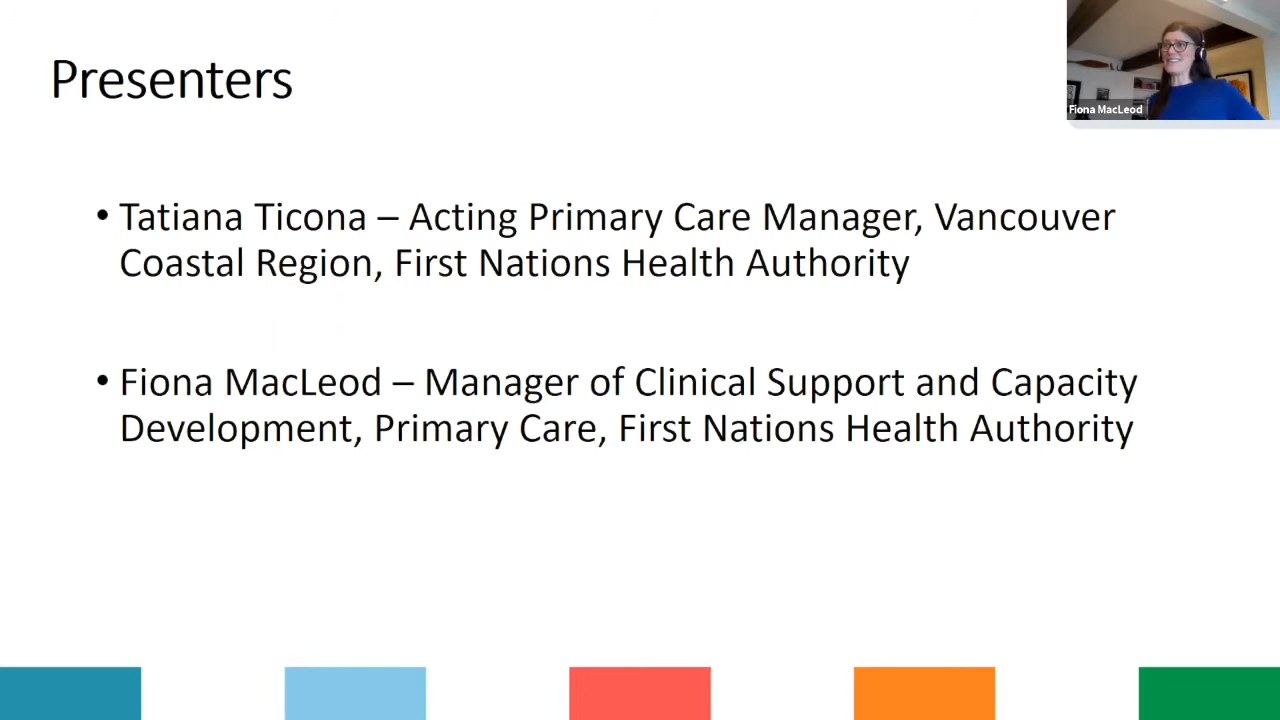 Presenters
Fiona MacLeod
• Tatiana Ticona – Acting Primary Care Manager, Vancouver
Coastal Region, First Nations Health Authority
• Fiona MacLeod – Manager of Clinical Support and Capacity
Development, Primary Care, First Nations Health Authority